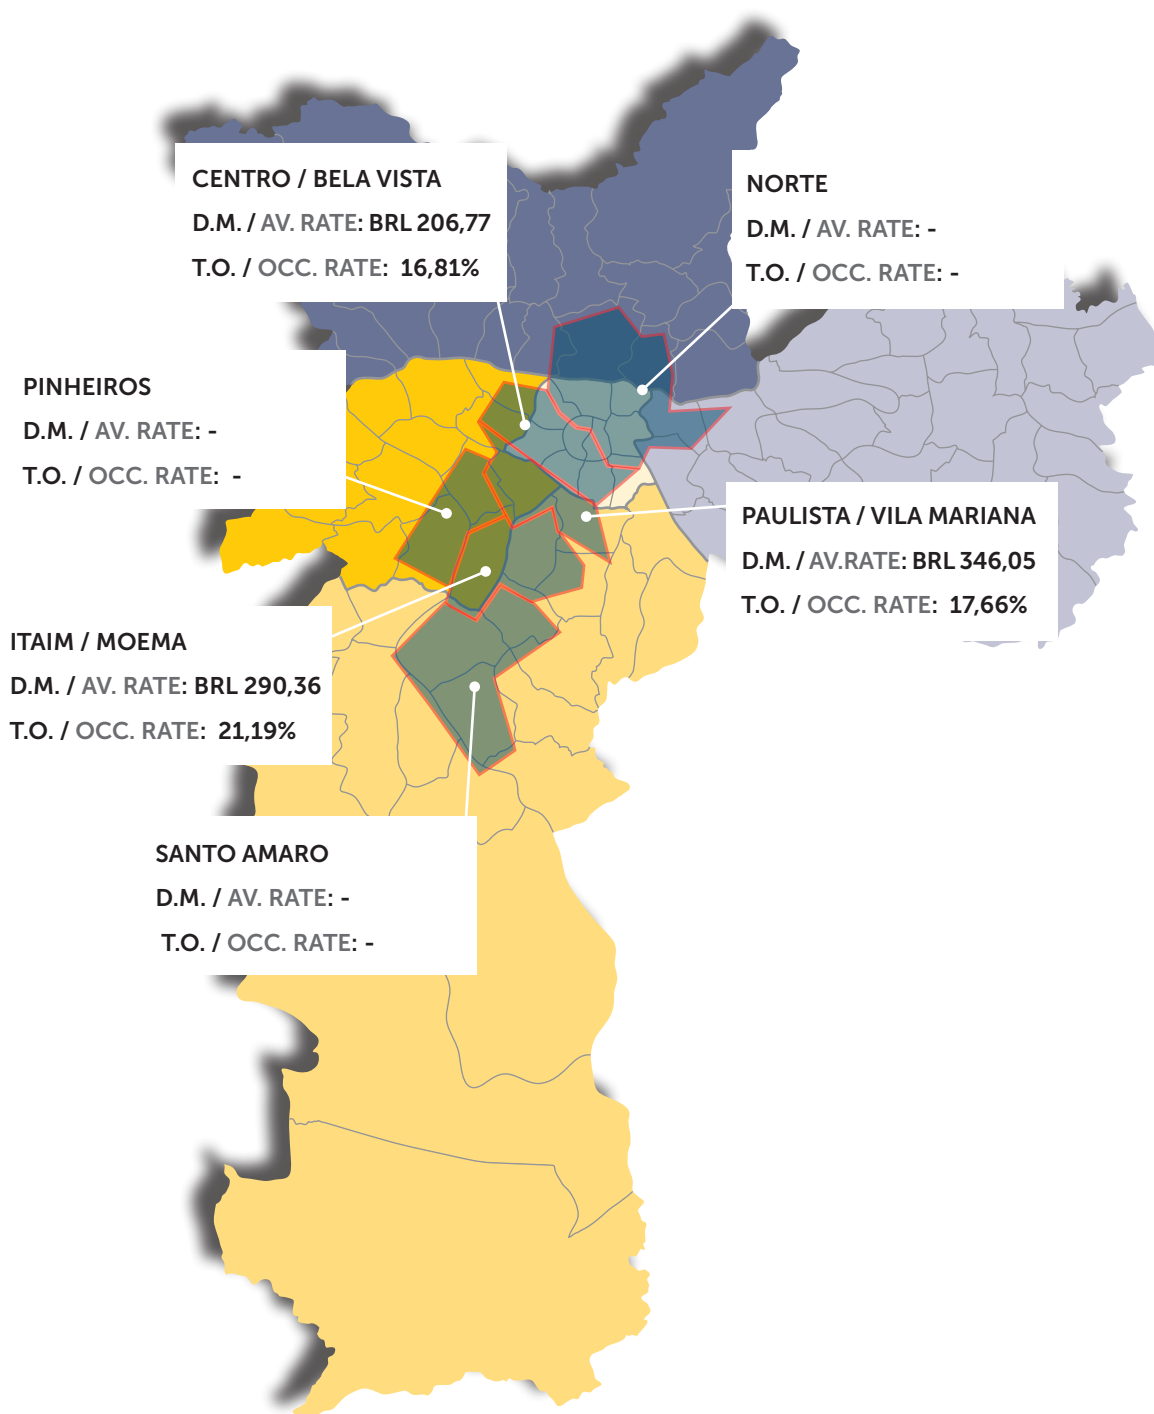 CENTRO / BELA VISTA
D.M. / AV. RATE: BRL 206,77
T.O. / OCC. RATE: 16,81%
NORTE
D.M. / AV. RATE: -
T.O. / OCC. RATE: -
PINHEIROS
D.M. / AV. RATE: -
T.O. / OCC. RATE: -
PAULISTA / VILA MARIANA
D.M. / AV.RATE: BRL 346,05
T.O. / OCC. RATE: 17,66%
ITAIM / MOEMA
D.M. / AV. RATE: BRL 290,36
T.O. / OCC. RATE: 21,19%
SANTO AMARO
D.M. / AV. RATE: -
T.O. / OCC. RATE: -